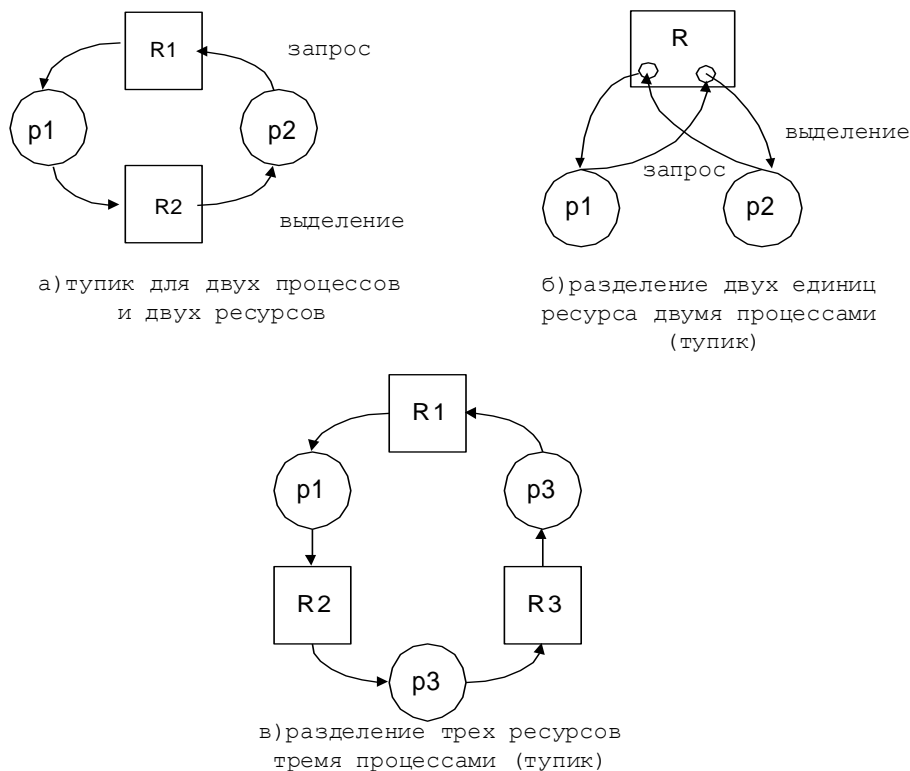 R1
запрос
p1
p2
R2
выделение
а)тупик для двух процессов
и двух ресурсов
R
выделение
запрос
p1
p2
б)разделение двух единиц
ресурса двумя процессами
(тупик)
R1
p1
p3
R2
R3
p3
в)разделение трех ресурсов
тремя процессами (тупик)